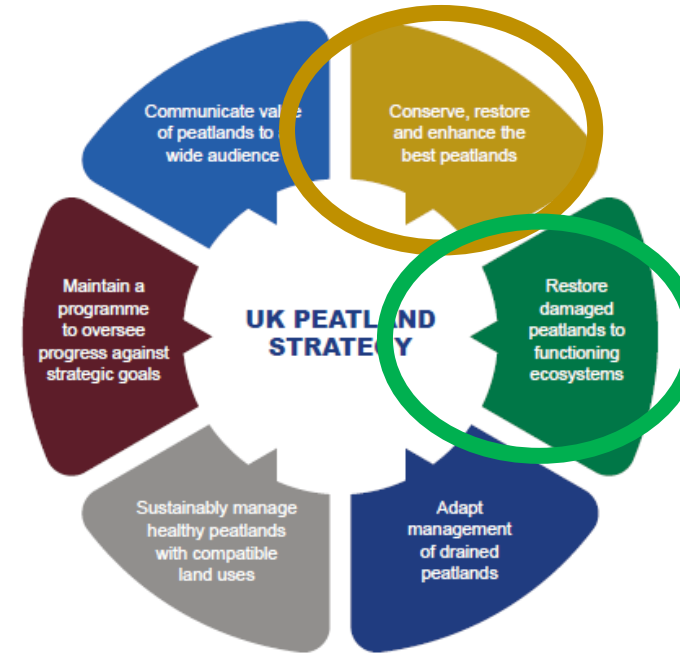 Communicate value
of peatlands to a
wide audience
Conserve, restore
and enhance the
best peatlands
Restore
damaged
peatlands to
functioning
ecosystems
Adapt
management
of drained
peatlands
Sustainably manage
healthy peatlands
with compatible
land uses
Maintain a
programme
to oversee
progress against
strategic goals
UK PEATLAND
STRATEGY